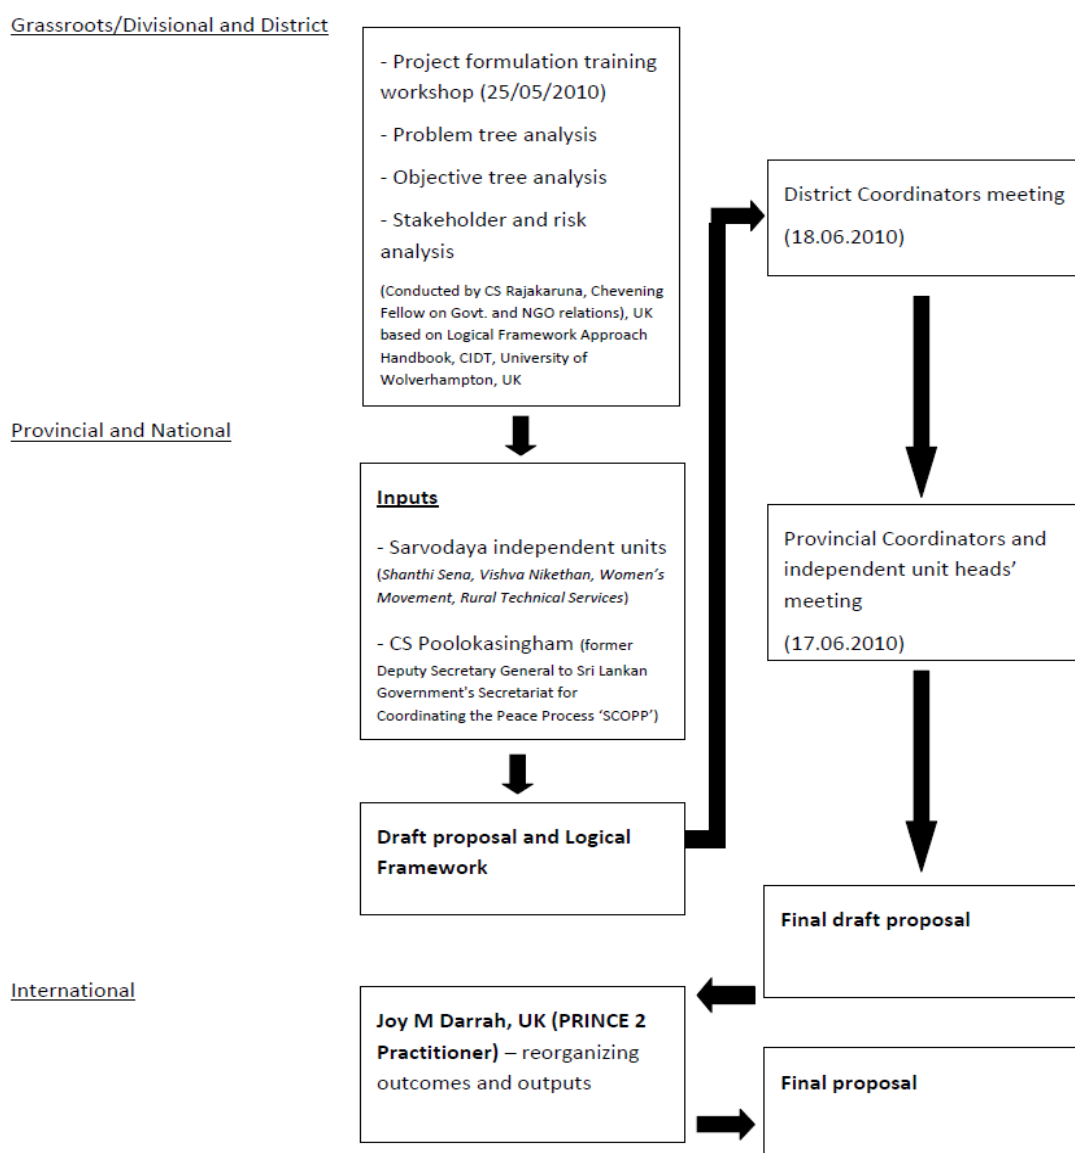 Grassroots/Divisional and District
- Project formulation training
workshop (25/05/2010)
- Problem tree analysis
- Objective tree analysis
- Stakeholder and risk
analysis
(Conducted by CS Rajakaruna, Chevening
Fellow on Govt. and NGO relations), UK
based on Logical Framework Approach
Handbook, CIDT, University of
Wolverhampton, UK
Provincial and National
Inputs
- Sarvodaya independent units
(Shanthi Sena, Vishva Nikethan, Women's
Movement, Rural Technical Services)
- CS Poolokasingham (former
Deputy Secretary General to Sri Lankan
Government's Secretariat for
Coordinating the Peace Process 'SCOPP')
Draft proposal and Logical
Framework
District Coordinators meeting
(18.06.2010)
Provincial Coordinators and
independent unit heads'
meeting
(17.06.2010)
Final draft proposal
International
Joy M Darrah, UK (PRINCE 2
Practitioner) – reorganizing
outcomes and outputs
Final proposal